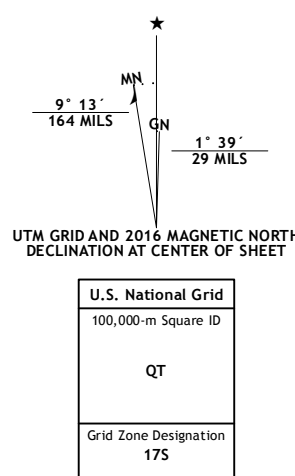 ★
MN
GN
9° 13´
164 MILS
1° 39´
29 MILS
UTM GRID AND 2016 MAGNETIC NORTH
DECLINATION AT CENTER OF SHEET
U.S. National Grid
100,000-m Square ID
QT
Grid Zone Designation
17S